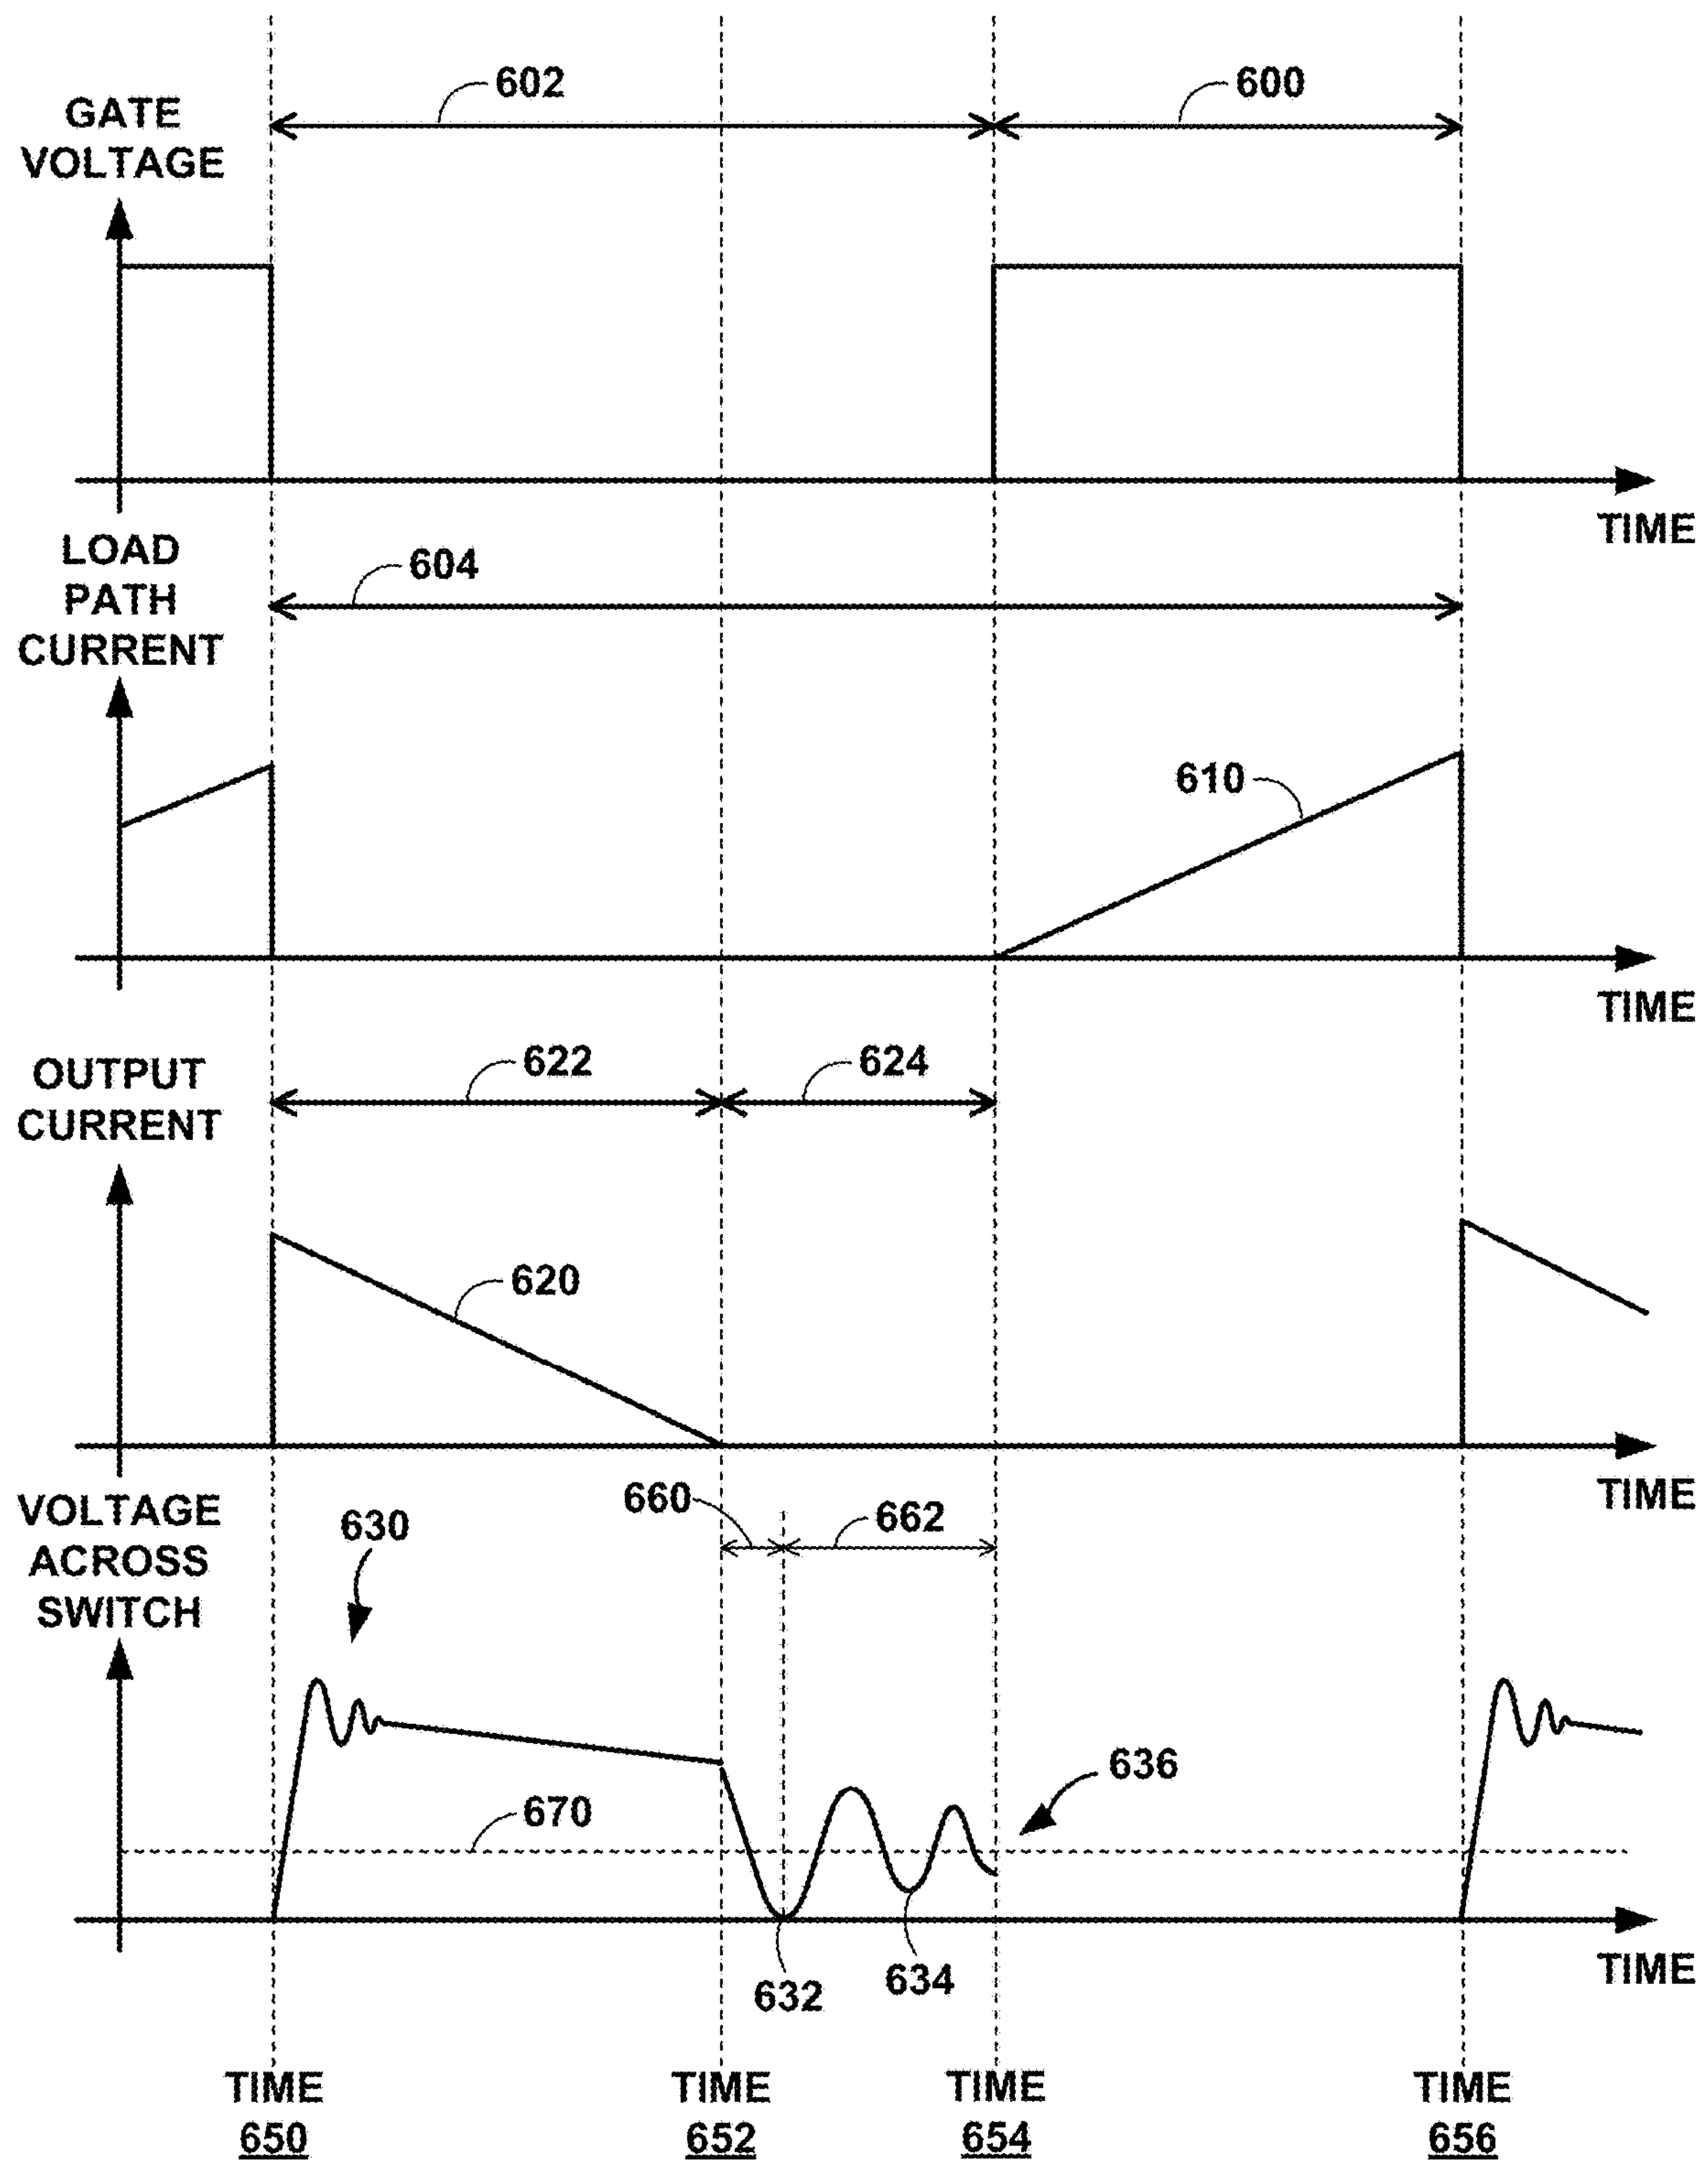 602
600
GATE
VOLTAGE
TIME
LOAD
PATH
CURRENT
604
610
TIME
OUTPUT
CURRENT
622
624
620
TIME
VOLTAGE
ACROSS
SWITCH
630
660
662
636
670
632
634
TIME
TIME
650
TIME
652
TIME
654
TIME
656